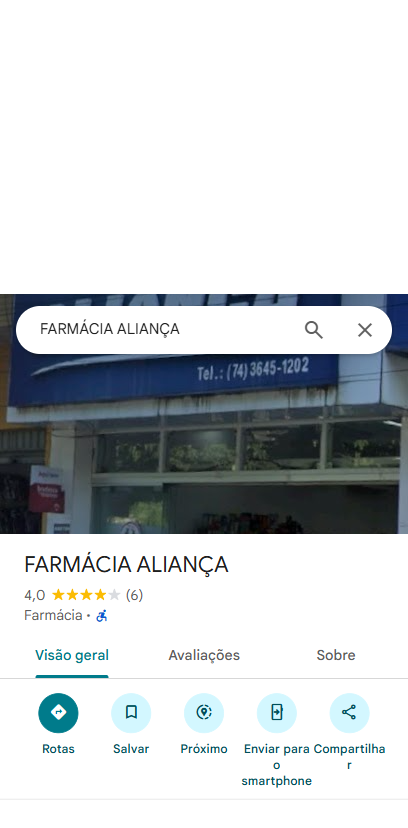 FARMÁCIA ALIANÇA
Tel.: (74) 3645-1202
FARMÁCIA ALIANÇA
4,0 (6)
Farmácia ·
Visão geral Avaliações Sobre
Rotas Salvar Próximo Enviar para o smartphone Compartilhar